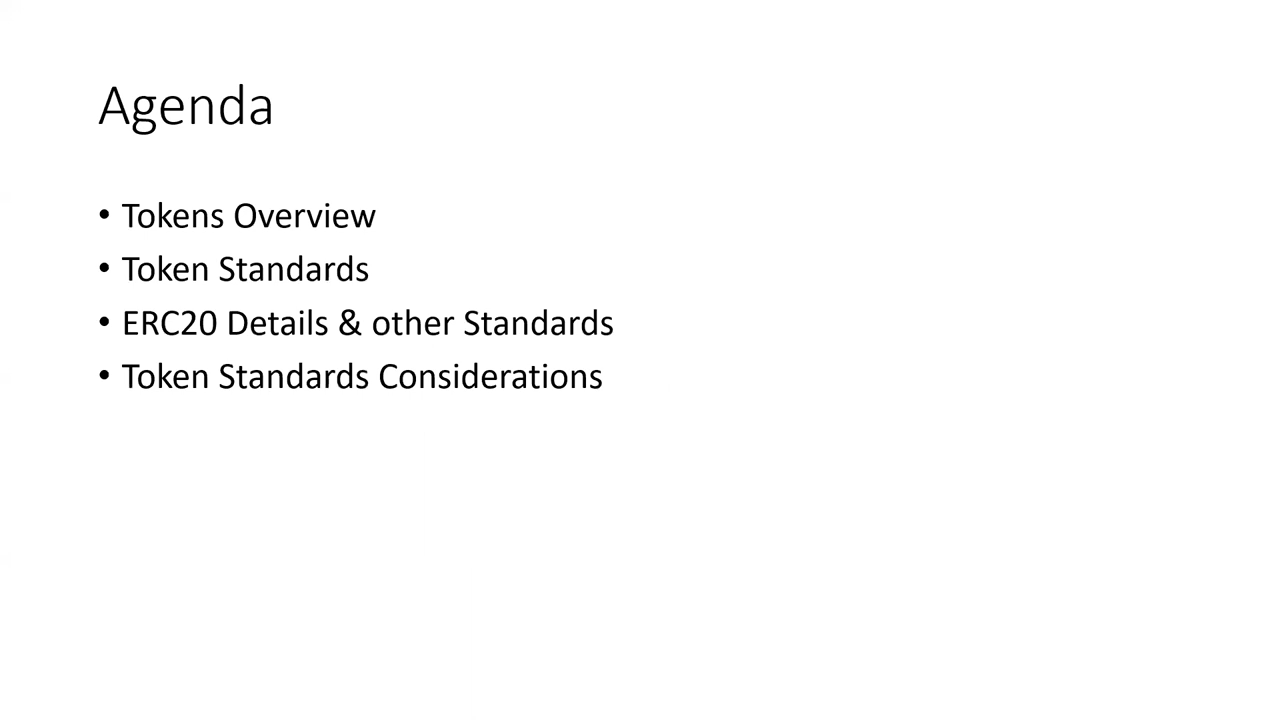 Agenda
• Tokens Overview
• Token Standards
• ERC20 Details & other Standards
• Token Standards Considerations